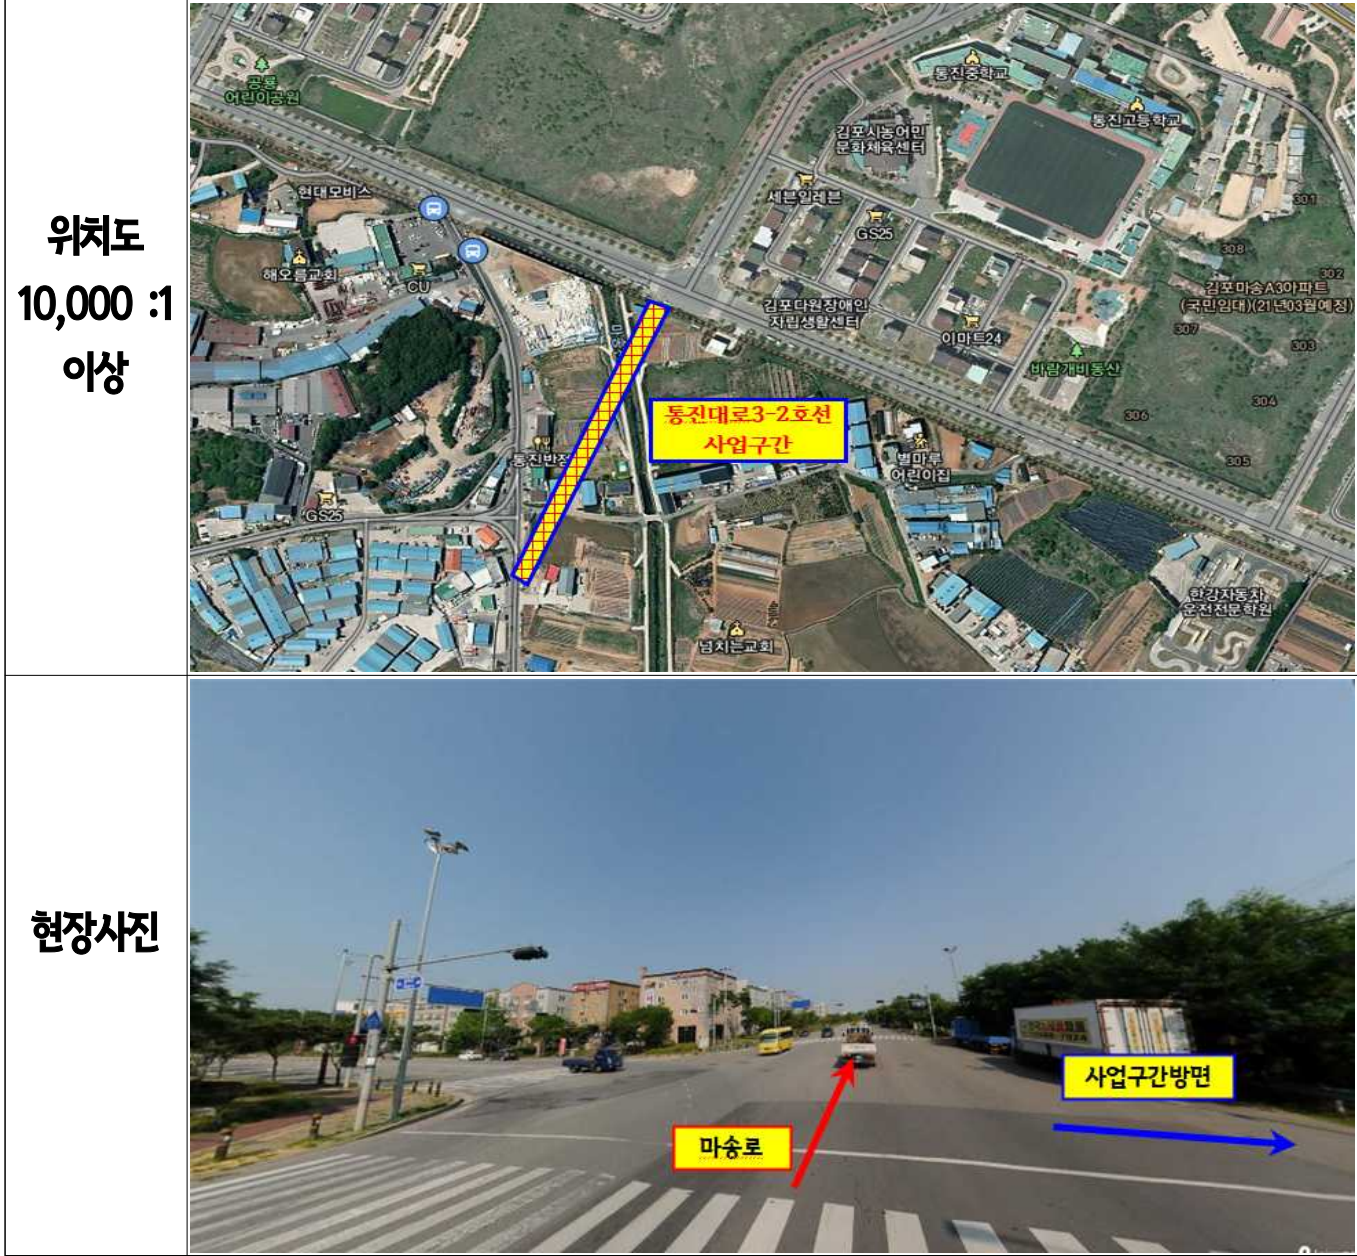 위치도
10,000 :1
이상
공룡
어린이공원
현대모비스
해오름교회
CU
통진중학교
통진고등학교
김포시농어민
문화체육센터
세븐일레븐
GS25
김포다원장애인
자립생활센터
이마트24
바람개비동산
김포마송A3아파트
(국민임대)(21년03월예정)
301
308
302
307
303
304
306
305
통진대로3-2호선
사업구간
통진반점
GS25
별마루
어린이집
넘치는교회
한강자동차
운전전문학원
현장사진
사업구간방면
마송로